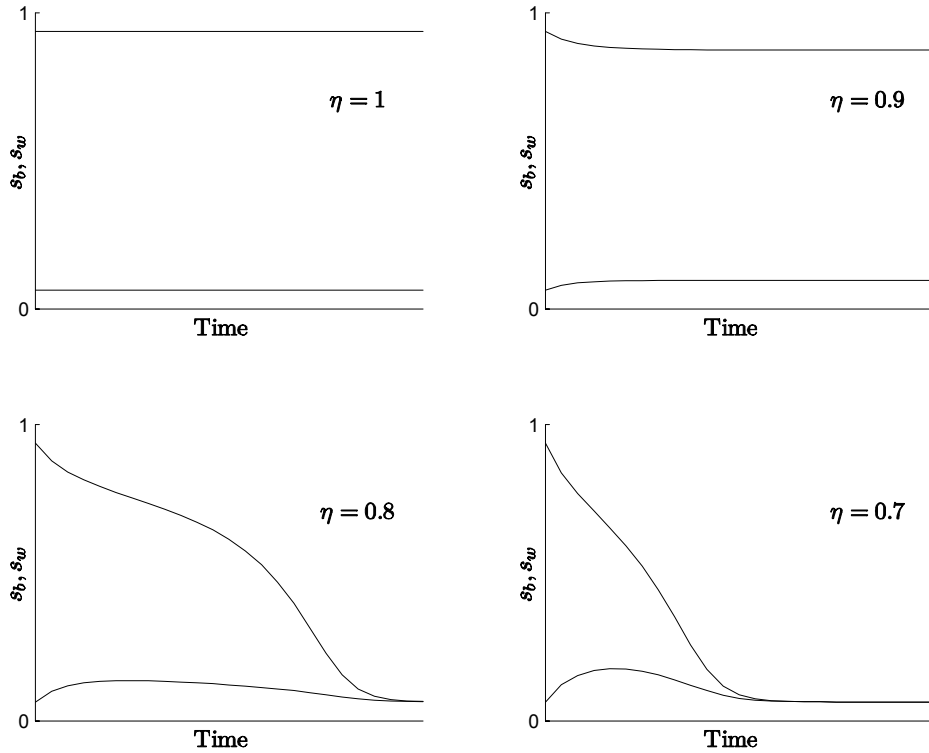 1
η = 1
s_b, s_w
0
Time
1
η = 0.9
s_b, s_w
0
Time
1
η = 0.8
s_b, s_w
0
Time
1
η = 0.7
s_b, s_w
0
Time